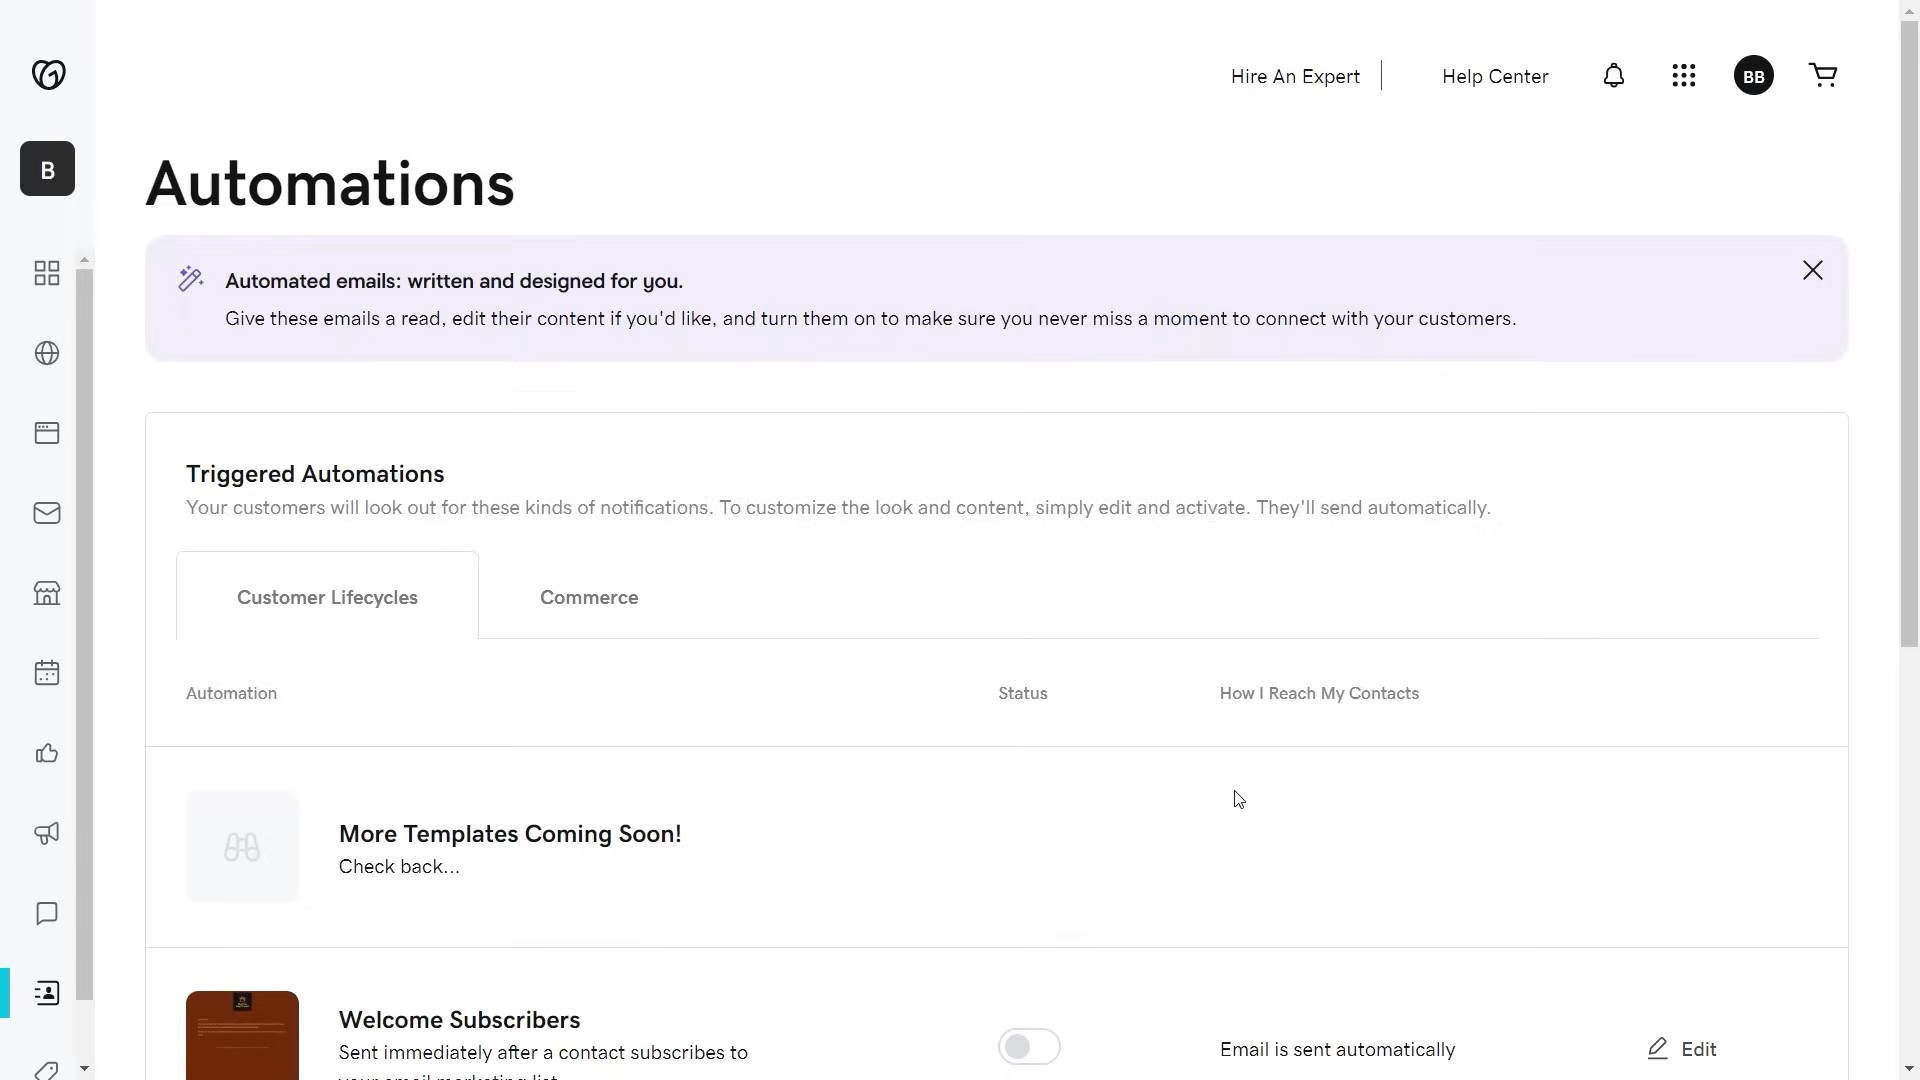 Hire An Expert
Help Center
BB
B
Automations
Automated emails: written and designed for you.
Give these emails a read, edit their content if you'd like, and turn them on to make sure you never miss a moment to connect with your customers.
Triggered Automations
Your customers will look out for these kinds of notifications. To customize the look and content, simply edit and activate. They'll send automatically.
Customer Lifecycles
Commerce
Automation
Status
How I Reach My Contacts
More Templates Coming Soon!
Check back...
Welcome Subscribers
Sent immediately after a contact subscribes to
your email marketing list
Email is sent automatically
Edit